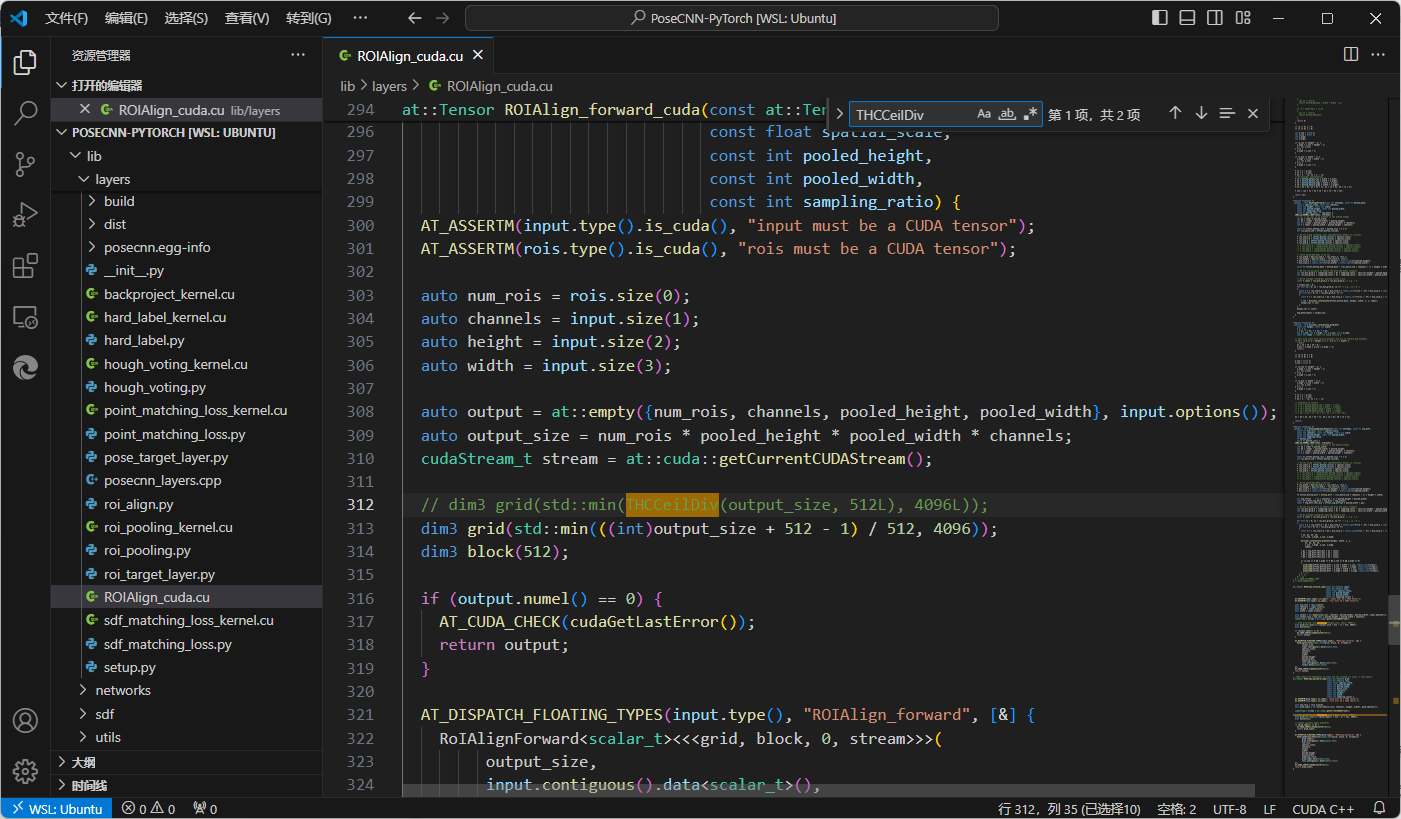 文件(F) 编辑(E) 选择(S) 查看(V) 转到(G) ··· PoseCNN-PyTorch [WSL: Ubuntu]
资源管理器 ···
打开的编辑器
ROIAlign_cuda.cu lib/layers
POSECNN-PYTORCH [WSL: UBUNTU]
lib
layers
build
dist
posecnn.egg-info
__init__.py
backproject_kernel.cu
hard_label_kernel.cu
hard_label.py
hough_voting_kernel.cu
hough_voting.py
point_matching_loss_kernel.cu
point_matching_loss.py
pose_target_layer.py
posecnn_layers.cpp
roi_align.py
roi_pooling_kernel.cu
roi_pooling.py
roi_target_layer.py
ROIAlign_cuda.cu
sdf_matching_loss_kernel.cu
sdf_matching_loss.py
setup.py
networks
sdf
utils
大纲
时间线
ROIAlign_cuda.cu
lib > layers > ROIAlign_cuda.cu
THCCeilDiv Aa ab .* 第 1 项，共 2 项
294 at::Tensor ROIAlign_forward_cuda(const at::Ten
296 const float spatial_scale,
297 const int pooled_height,
298 const int pooled_width,
299 const int sampling_ratio) {
300 AT_ASSERTM(input.type().is_cuda(), "input must be a CUDA tensor");
301 AT_ASSERTM(rois.type().is_cuda(), "rois must be a CUDA tensor");
302
303 auto num_rois = rois.size(0);
304 auto channels = input.size(1);
305 auto height = input.size(2);
306 auto width = input.size(3);
307
308 auto output = at::empty({num_rois, channels, pooled_height, pooled_width}, input.options());
309 auto output_size = num_rois * pooled_height * pooled_width * channels;
310 cudaStream_t stream = at::cuda::getCurrentCUDAStream();
311
312 // dim3 grid(std::min(THCCeilDiv(output_size, 512L), 4096L));
313 dim3 grid(std::min(((int)output_size + 512 - 1) / 512, 4096));
314 dim3 block(512);
315
316 if (output.numel() == 0) {
317 AT_CUDA_CHECK(cudaGetLastError());
318 return output;
319 }
320
321 AT_DISPATCH_FLOATING_TYPES(input.type(), "ROIAlign_forward", [&] {
322 RoIAlignForward<scalar_t><<<grid, block, 0, stream>>>(
323 output_size,
324 input.contiguous().data<scalar_t>(),
WSL: Ubuntu 0 0 0 行 312，列 35 (已选择10) 空格: 2 UTF-8 LF CUDA C++